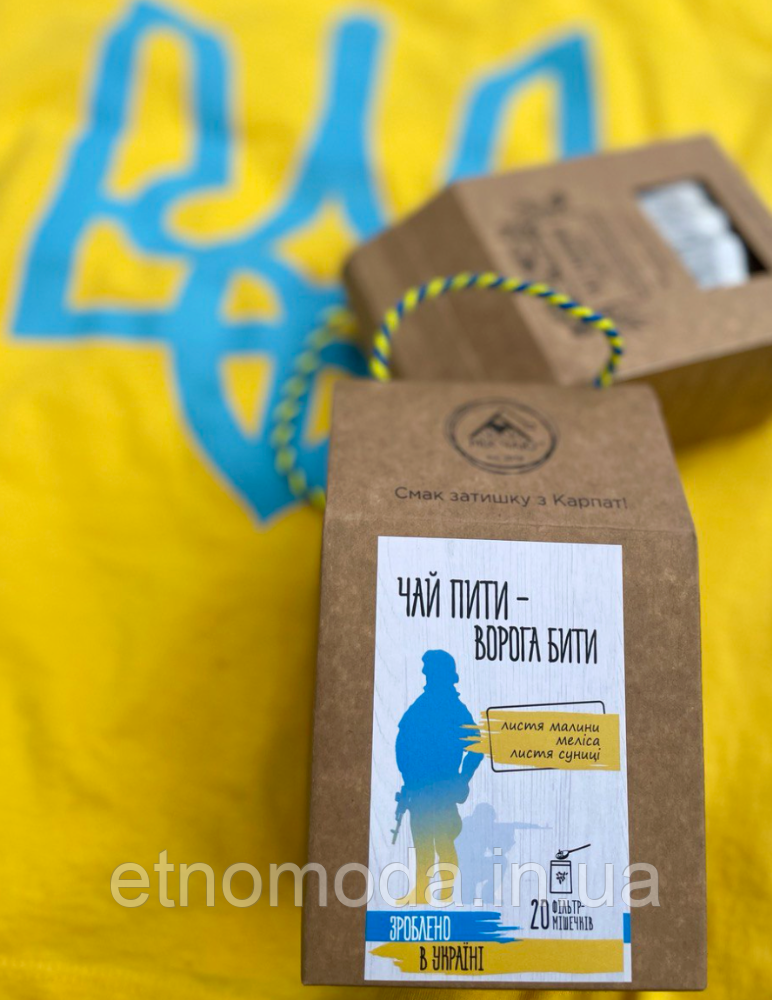 Смак затишку з Карпат!
ЧАЙ ПИТИ –
ВОРОГА БИТИ
листя малини
меліса
листя суниці
20 ФІЛЬТР-
МІШЕЧКІВ
ЗРОБЛЕНО
В УКРАЇНІ
etnomoda.in.ua